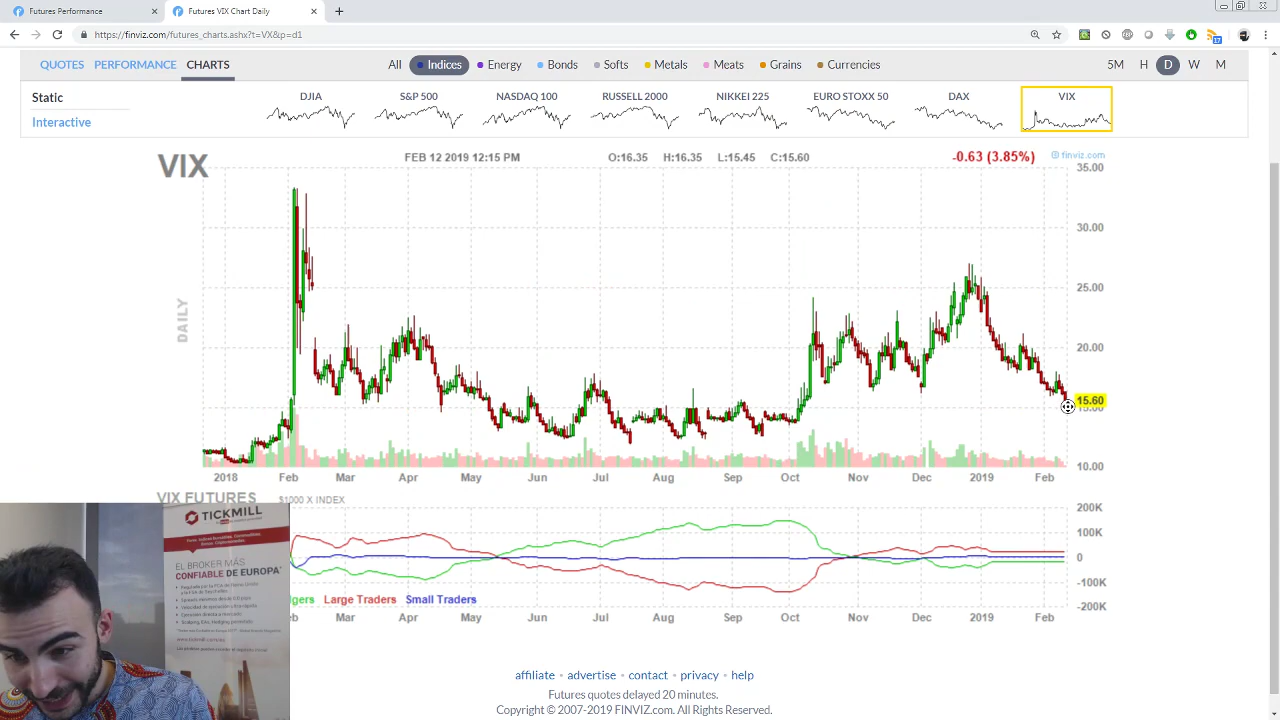 Futures Performance
Futures VIX Chart Daily
https://finviz.com/futures_charts.ashx?t=VX&p=d1
17
QUOTES PERFORMANCE CHARTS
All Indices Energy Bonds Softs Metals Meats Grains Currencies
5M H D W M
Static
Interactive
DJIA S&P 500 NASDAQ 100 RUSSELL 2000 NIKKEI 225 EURO STOXX 50 DAX VIX
VIX
FEB 12 2019 12:15 PM O:16.35 H:16.35 L:15.45 C:15.60 -0.63 (3.85%)
finviz.com
35.00
30.00
25.00
20.00
15.60
15.00
10.00
DAILY
2018 Feb Mar Apr May Jun Jul Aug Sep Oct Nov Dec 2019 Feb
VIX FUTURES $1000 X INDEX
200K
100K
0
-100K
-200K
dgers Large Traders Small Traders
eb Mar Apr May Jun Jul Aug Sep Oct Nov Dec 2019 Feb
TICKMILL
EL BRÓKER MÁS
CONFIABLE DE EUROPA*
affiliate • advertise • contact • privacy • help
Futures quotes delayed 20 minutes.
Copyright © 2007-2019 FINVIZ.com. All Rights Reserved.